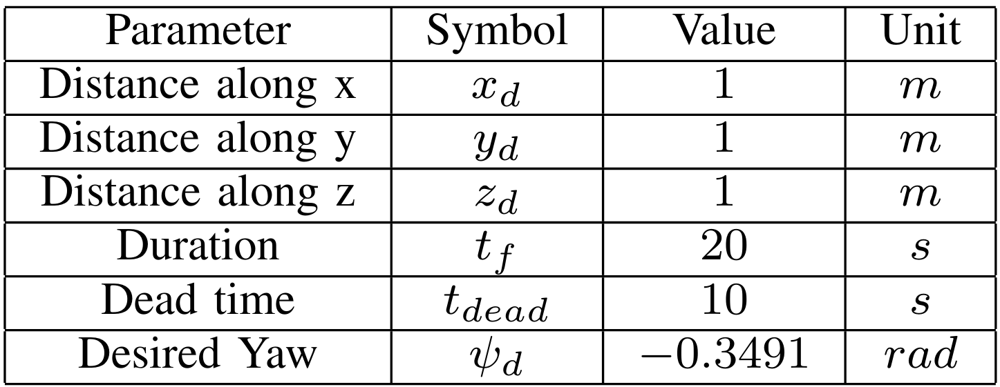 Parameter Symbol Value Unit
Distance along x x_d 1 m
Distance along y y_d 1 m
Distance along z z_d 1 m
Duration t_f 20 s
Dead time t_{dead} 10 s
Desired Yaw ψ_d −0.3491 rad